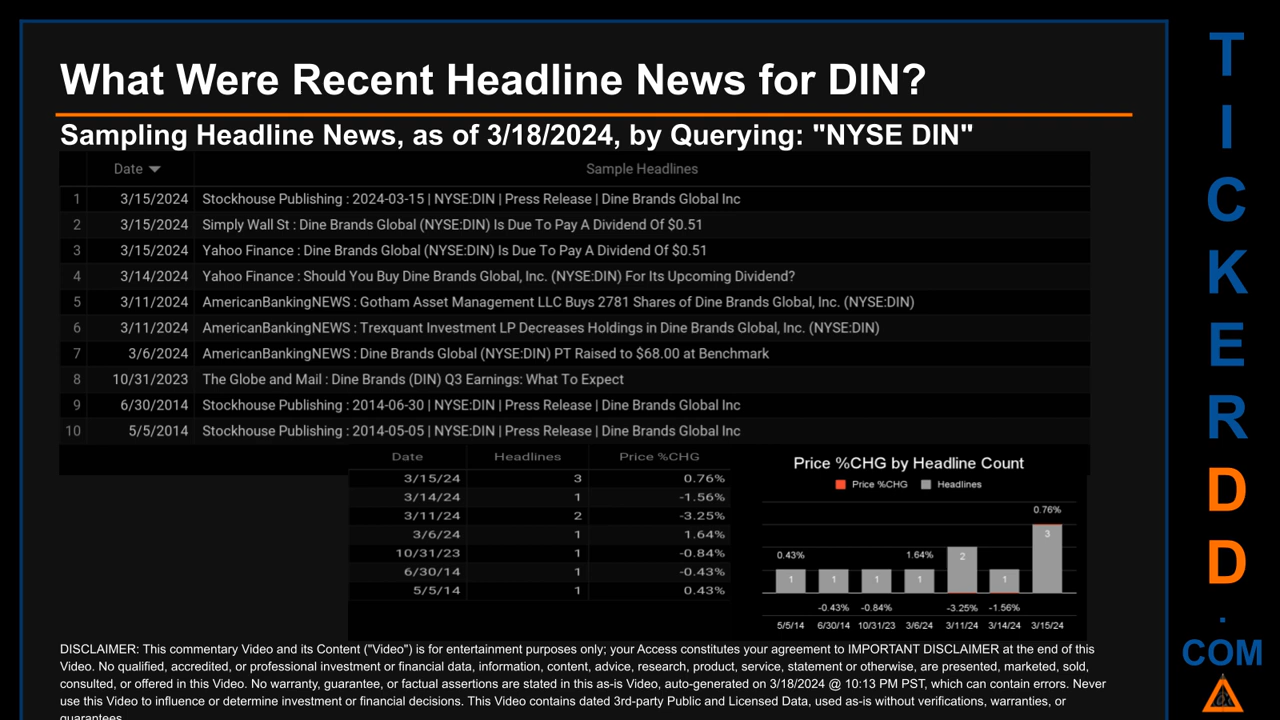 What Were Recent Headline News for DIN?
Sampling Headline News, as of 3/18/2024, by Querying: "NYSE DIN"
Date Sample Headlines
1 3/15/2024 Stockhouse Publishing : 2024-03-15 | NYSE:DIN | Press Release | Dine Brands Global Inc
2 3/15/2024 Simply Wall St : Dine Brands Global (NYSE:DIN) Is Due To Pay A Dividend Of $0.51
3 3/15/2024 Yahoo Finance : Dine Brands Global (NYSE:DIN) Is Due To Pay A Dividend Of $0.51
4 3/14/2024 Yahoo Finance : Should You Buy Dine Brands Global, Inc. (NYSE:DIN) For Its Upcoming Dividend?
5 3/11/2024 AmericanBankingNEWS : Gotham Asset Management LLC Buys 2781 Shares of Dine Brands Global, Inc. (NYSE:DIN)
6 3/11/2024 AmericanBankingNEWS : Trexquant Investment LP Decreases Holdings in Dine Brands Global, Inc. (NYSE:DIN)
7 3/6/2024 AmericanBankingNEWS : Dine Brands Global (NYSE:DIN) PT Raised to $68.00 at Benchmark
8 10/31/2023 The Globe and Mail : Dine Brands (DIN) Q3 Earnings: What To Expect
9 6/30/2014 Stockhouse Publishing : 2014-06-30 | NYSE:DIN | Press Release | Dine Brands Global Inc
10 5/5/2014 Stockhouse Publishing : 2014-05-05 | NYSE:DIN | Press Release | Dine Brands Global Inc
Date Headlines Price %CHG
3/15/24 3 0.76%
3/14/24 1 -1.56%
3/11/24 2 -3.25%
3/6/24 1 1.64%
10/31/23 1 -0.84%
6/30/14 1 -0.43%
5/5/14 1 0.43%
Price %CHG by Headline Count
Price %CHG Headlines
0.76%
3
0.43% 1.64% 2
1 1 1 1 1
-0.43% -0.84% -3.25% -1.56%
5/5/14 6/30/14 10/31/23 3/6/24 3/11/24 3/14/24 3/15/24
DISCLAIMER: This commentary Video and its Content ("Video") is for entertainment purposes only; your Access constitutes your agreement to IMPORTANT DISCLAIMER at the end of this
Video. No qualified, accredited, or professional investment or financial data, information, content, advice, research, product, service, statement or otherwise, are presented, marketed, sold,
consulted, or offered in this Video. No warranty, guarantee, or factual assertions are stated in this as-is Video, auto-generated on 3/18/2024 @ 10:13 PM PST, which can contain errors. Never
use this Video to influence or determine investment or financial decisions. This Video contains dated 3rd-party Public and Licensed Data, used as-is without verifications, warranties, or
guarantees.
T
I
C
K
E
R
D
D
.
COM